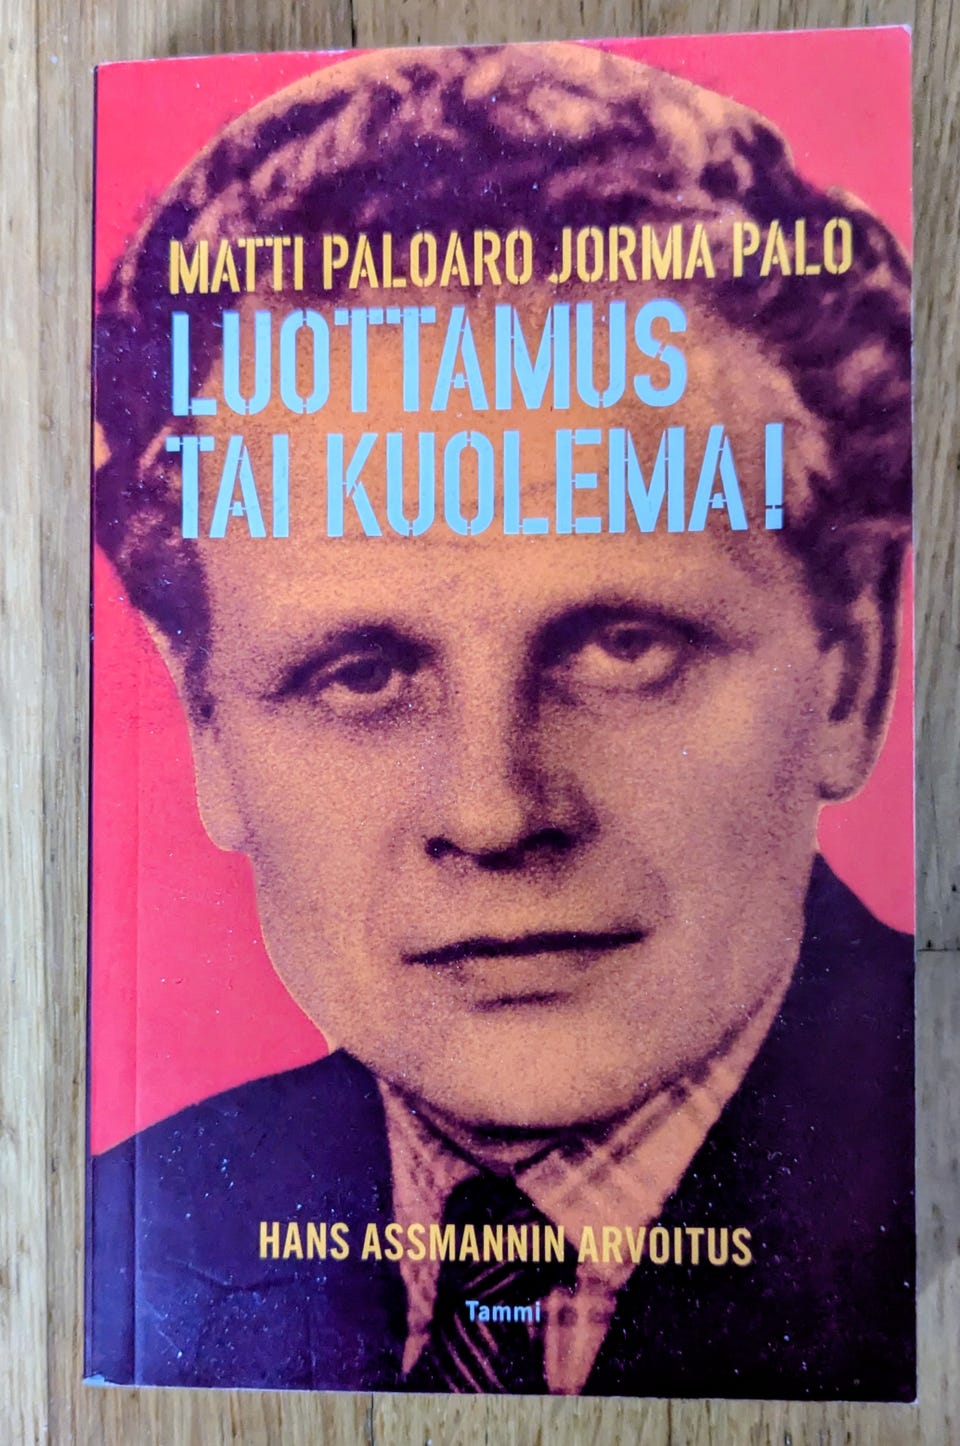 MATTI PALOARO JORMA PALO
LUOTTAMUS
TAI KUOLEMA!
HANS ASSMANNIN ARVOITUS
Tammi